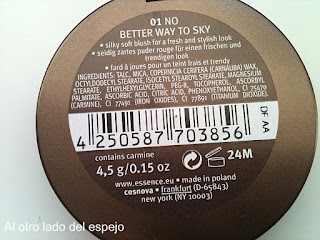 01 NO
BETTER WAY TO SKY
• silky soft blush for a fresh and stylish look
• seidig zartes puder rouge für einen frischen und
trendigen look
• fard à joues pour un teint frais et trendy
INGREDIENTS: TALC, MICA, COPERNICIA CERIFERA (CARNAUBA) WAX,
OCTYLDODECYL STEARATE, ISOCETYL STEAROYL STEARATE, MAGNESIUM
STEARATE, ETHYLHEXYLGLYCERIN, PEG-8, TOCOPHEROL, ASCORBYL
PALMITATE, ASCORBIC ACID, CITRIC ACID, PHENOXYETHANOL, CI 75470
(CARMINE), CI 77491 (IRON OXIDES), CI 77891 (TITANIUM DIOXIDE).
DF AA
4 250587 703856
contains carmine
4,5 g/0.15 oz
24M
www.essence.eu • made in poland
cosnova • frankfurt (D-65843)
new york (NY 10003)
Al otro lado del espejo